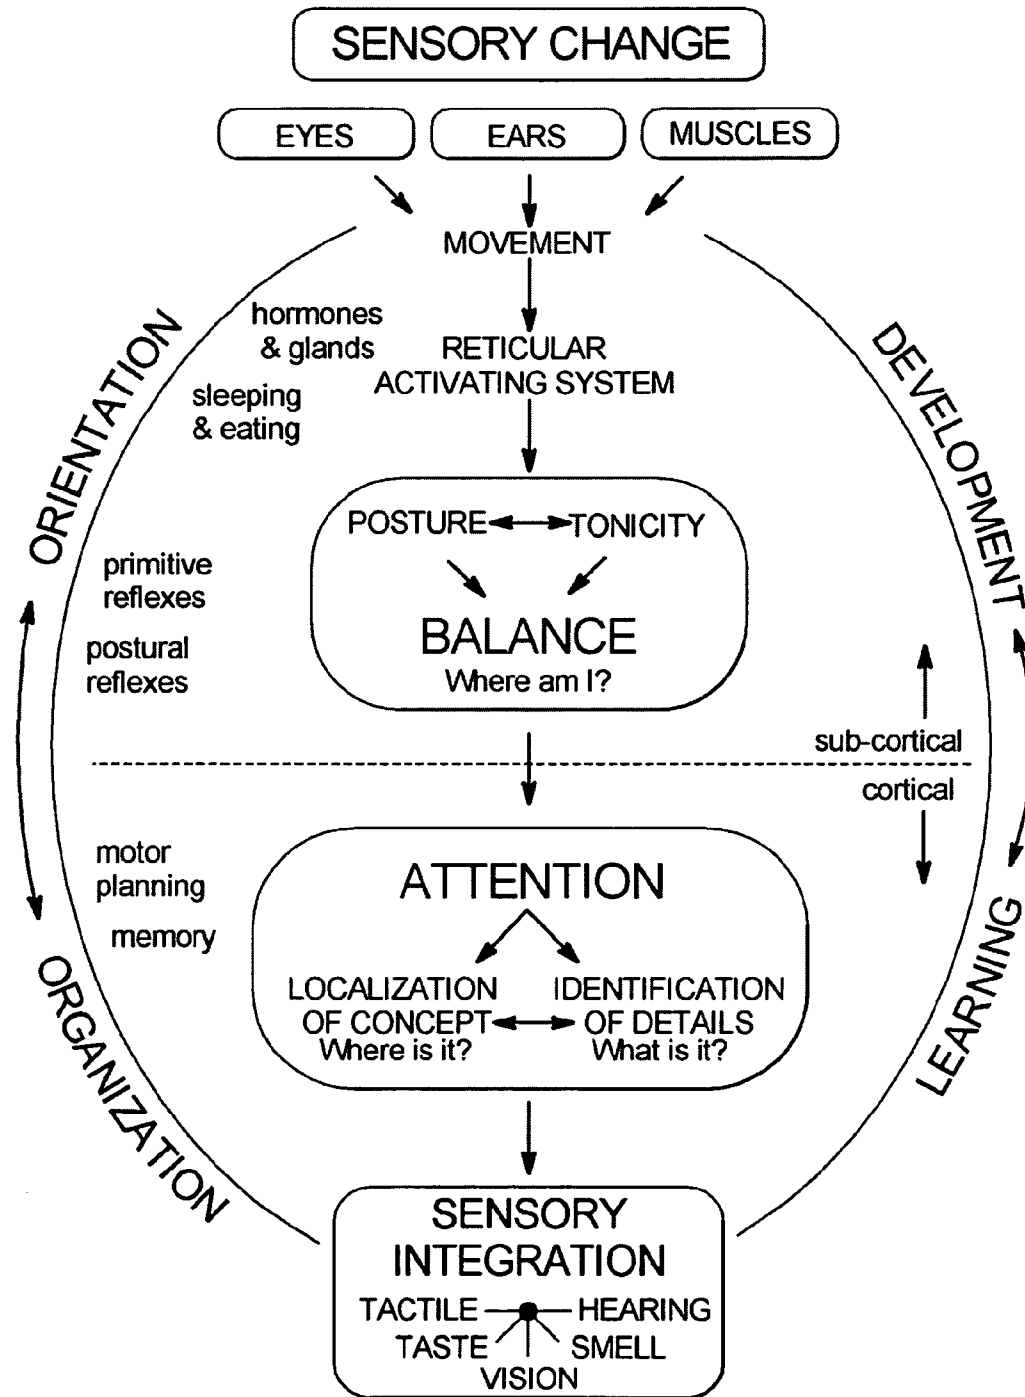 SENSORY CHANGE
EYES
EARS
MUSCLES
MOVEMENT
hormones
& glands
RETICULAR
ACTIVATING SYSTEM
sleeping
& eating
ORIENTATION
DEVELOPMENT
POSTURE
TONICITY
primitive
reflexes
BALANCE
Where am I?
postural
reflexes
sub-cortical
cortical
motor
planning
memory
ATTENTION
LOCALIZATION
OF CONCEPT
Where is it?
IDENTIFICATION
OF DETAILS
What is it?
ORGANIZATION
LEARNING
SENSORY
INTEGRATION
TACTILE
HEARING
TASTE
SMELL
VISION